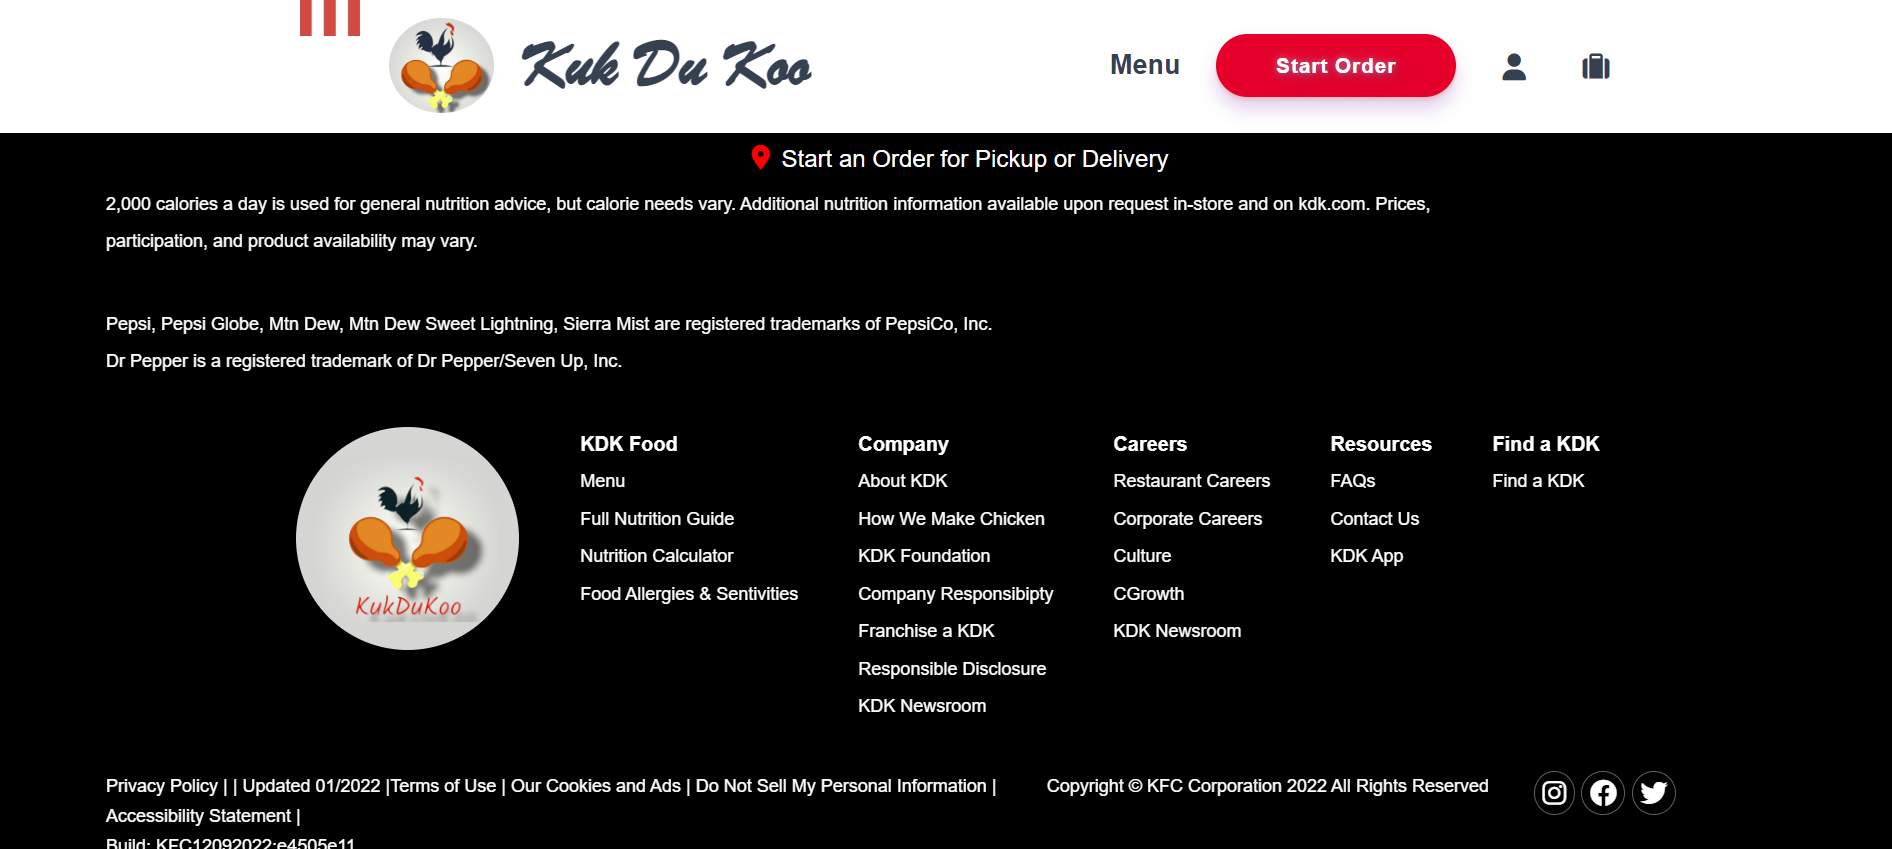 Kuk Du Koo
Menu
Start Order
Start an Order for Pickup or Delivery
2,000 calories a day is used for general nutrition advice, but calorie needs vary. Additional nutrition information available upon request in-store and on kdk.com. Prices,
participation, and product availability may vary.
Pepsi, Pepsi Globe, Mtn Dew, Mtn Dew Sweet Lightning, Sierra Mist are registered trademarks of PepsiCo, Inc.
Dr Pepper is a registered trademark of Dr Pepper/Seven Up, Inc.
KukDuKoo
KDK Food
Menu
Full Nutrition Guide
Nutrition Calculator
Food Allergies & Sentivities
Company
About KDK
How We Make Chicken
KDK Foundation
Company Responsibipty
Franchise a KDK
Responsible Disclosure
KDK Newsroom
Careers
Restaurant Careers
Corporate Careers
Culture
CGrowth
KDK Newsroom
Resources
FAQs
Contact Us
KDK App
Find a KDK
Find a KDK
Privacy Policy | | Updated 01/2022 |Terms of Use | Our Cookies and Ads | Do Not Sell My Personal Information |
Accessibility Statement |
Build: KFC12092022:e4505e11
Copyright © KFC Corporation 2022 All Rights Reserved